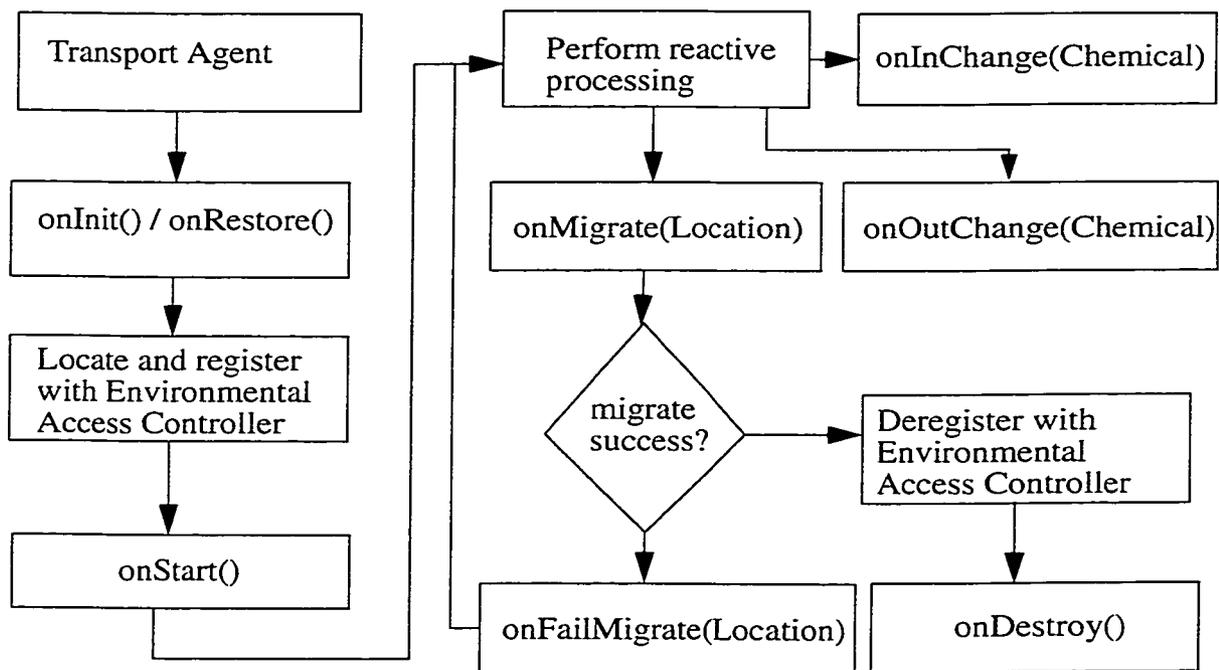 Transport Agent
onInit() / onRestore()
Locate and register
with Environmental
Access Controller
onStart()
Perform reactive
processing
onInChange(Chemical)
onMigrate(Location)
onOutChange(Chemical)
migrate
success?
Deregister with
Environmental
Access Controller
onFailMigrate(Location)
onDestroy()